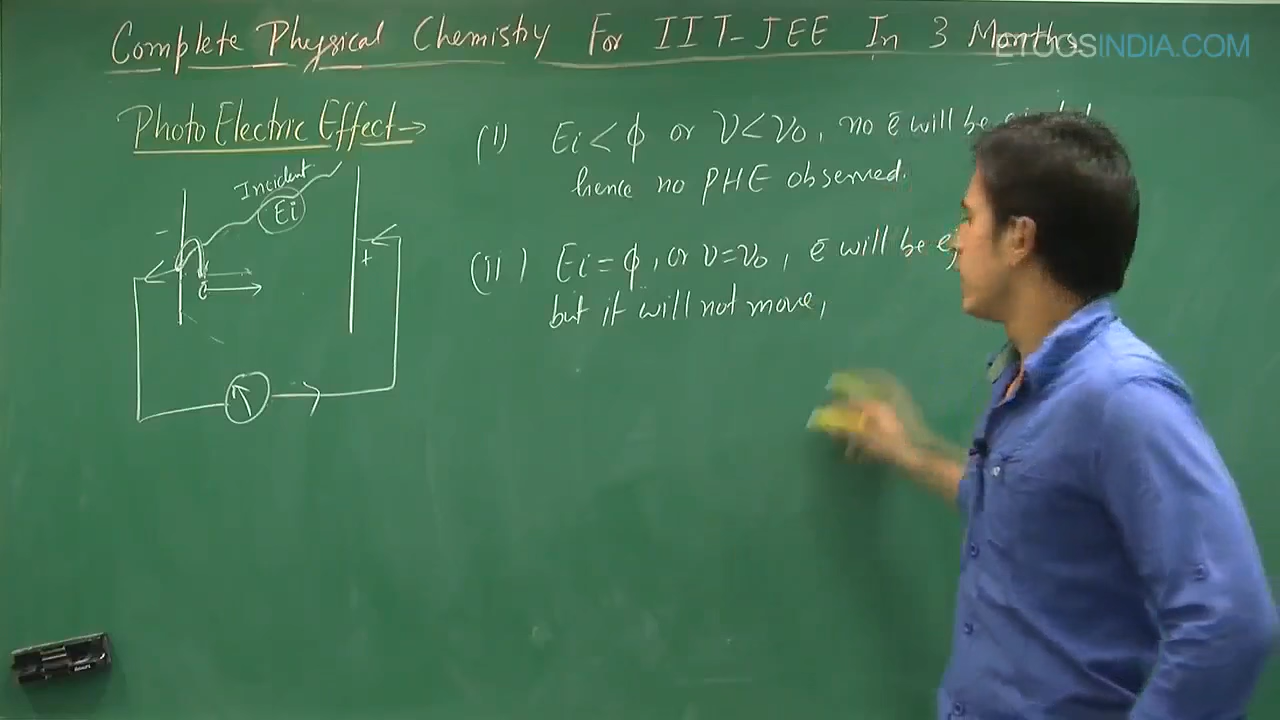 Complete Physical Chemistry For IIT-JEE In 3 Months
ETOOSINDIA.COM
Photo Electric Effect→
Incident
Ei
-
+
e
(i) Ei < φ or ν < ν₀, no ē will be
hence no PHE observed.
(ii) Ei = φ, or ν = ν₀, ē will be
but it will not move,